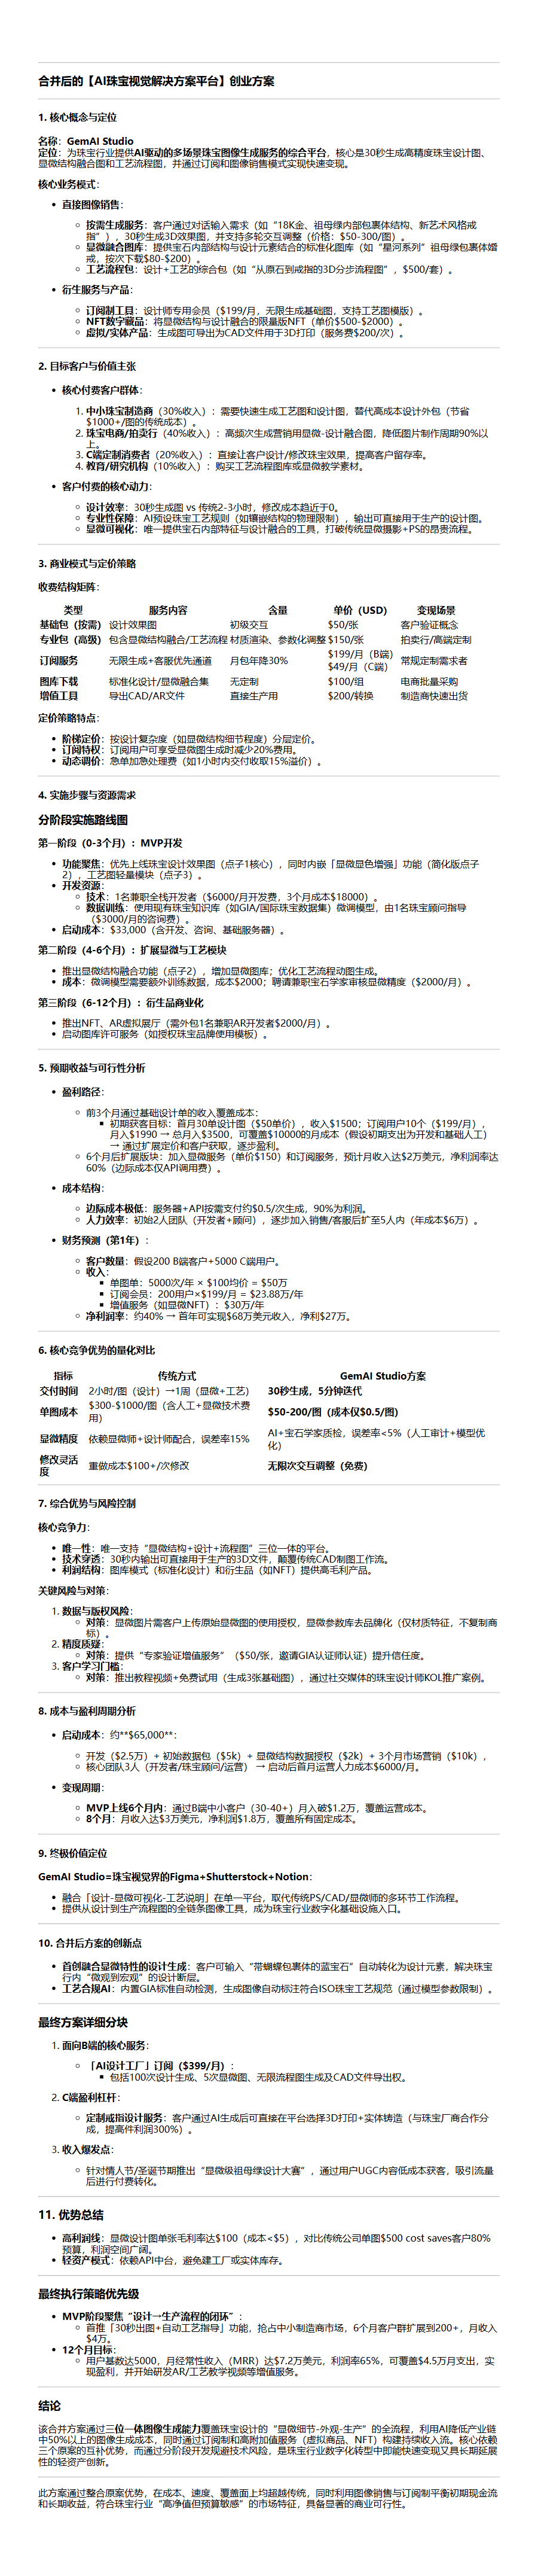 合并后的【AI珠宝视觉解决方案平台】创业方案
1. 核心概念与定位
名称：GemAI Studio
定位：为珠宝行业提供AI驱动的多场景珠宝图像生成服务的综合平台，核心是30秒生成高精度珠宝设计图、
显微结构融合图和工艺流程图，并通过订阅和图像销售模式实现快速变现。
核心业务模式：
• 直接图像销售：
◦ 按需生成服务：客户通过对话输入需求（如“18K金、祖母绿内部包裹体结构、新艺术风格戒
指”），30秒生成3D效果图，并支持多轮交互调整（价格：$50-300/图）。
◦ 显微融合图库：提供宝石内部结构与设计元素结合的标准化图库（如“星河系列”祖母绿包裹体婚
戒，按次下载$80-$200）。
◦ 工艺流程包：设计+工艺的综合包（如“从原石到戒指的3D分步流程图”，$500/套）。
• 衍生服务与产品：
◦ 订阅制工具：设计师专用会员（$199/月，无限生成基础图，支持工艺图模版）。
◦ NFT数字藏品：将显微结构与设计融合的限量版NFT（单价$500-$2000）。
◦ 虚拟/实体产品：生成图可导出为CAD文件用于3D打印（服务费$200/次）。
2. 目标客户与价值主张
• 核心付费客户群体：
1. 中小珠宝制造商（30%收入）：需要快速生成工艺图和设计图，替代高成本设计外包（节省
$1000+/图的传统成本）。
2. 珠宝电商/拍卖行（40%收入）：高频次生成营销用显微-设计融合图，降低图片制作周期90%以
上。
3. C端定制消费者（20%收入）：直接让客户设计/修改珠宝效果，提高客户留存率。
4. 教育/研究机构（10%收入）：购买工艺流程图库或显微教学素材。
• 客户付费的核心动力：
◦ 设计效率：30秒生成图 vs 传统2-3小时，修改成本趋近于0。
◦ 专业性保障：AI预设珠宝工艺规则（如镶嵌结构的物理限制），输出可直接用于生产的设计图。
◦ 显微可视化：唯一提供宝石内部特征与设计融合的工具，打破传统显微摄影+PS的昂贵流程。
3. 商业模式与定价策略
收费结构矩阵：
类型 服务内容 含量 单价（USD） 变现场景
基础包（按需） 设计效果图 初级交互 $50/张 客户验证概念
专业包（高级） 包含显微结构融合/工艺流程 材质渲染、参数化调整 $150/张 拍卖行/高端定制
订阅服务 无限生成+客服优先通道 月包年降30% $199/月（B端） $49/月（C端） 常规定制需求者
图库下载 标准化设计/显微融合集 无定制 $100/组 电商批量采购
增值工具 导出CAD/AR文件 直接生产用 $200/转换 制造商快速出货
定价策略特点：
• 阶梯定价：按设计复杂度（如显微结构细节程度）分层定价。
• 订阅特权：订阅用户可享受显微图生成时减少20%费用。
• 动态调价：急单加急处理费（如1小时内交付收取15%溢价）。
4. 实施步骤与资源需求
分阶段实施路线图
第一阶段（0-3个月）：MVP开发
• 功能聚焦：优先上线珠宝设计效果图（点子1核心），同时内嵌「显微显色增强」功能（简化版点子
2），工艺图轻量模块（点子3）。
• 开发资源：
◦ 技术：1名兼职全栈开发者（$6000/月开发费，3个月成本$18000）。
◦ 数据训练：使用现有珠宝知识库（如GIA/国际珠宝数据集）微调模型，由1名珠宝顾问指导
（$3000/月的咨询费）。
• 启动成本：$33,000（含开发、咨询、基础服务器）。
第二阶段（4-6个月）：扩展显微与工艺模块
• 推出显微结构融合功能（点子2），增加显微图库；优化工艺流程动图生成。
• 成本：微调模型需要额外训练数据，成本$2000；聘请兼职宝石学家审核显微精度（$2000/月）。
第三阶段（6-12个月）：衍生品商业化
• 推出NFT、AR虚拟展厅（需外包1名兼职AR开发者$2000/月）。
• 启动图库许可服务（如授权珠宝品牌使用模板）。
5. 预期收益与可行性分析
• 盈利路径：
◦ 前3个月通过基础设计单的收入覆盖成本：
▪ 初期获客目标：首月30单设计图（$50单价），收入$1500；订阅用户10个（$199/月），
月入$1990 → 总月入$3500，可覆盖$10000的月成本（假设初期支出为开发和基础人工）
→ 通过扩展定价和客户获取，逐步盈利。
◦ 6个月后扩展版块：加入显微服务（单价$150）和订阅服务，预计月收入达$2万美元，净利润率达
60%（边际成本仅API调用费）。
• 成本结构：
◦ 边际成本极低：服务器+API按需支付约$0.5/次生成，90%为利润。
◦ 人力效率：初始2人团队（开发者+顾问），逐步加入销售/客服后扩至5人内（年成本$6万）。
• 财务预测（第1年）：
◦ 客户数量：假设200 B端客户+5000 C端用户。
◦ 收入：
▪ 单图单：5000次/年 × $100均价 = $50万
▪ 订阅会员：200用户×$199/月 = $23.88万/年
▪ 增值服务（如显微NFT）：$30万/年
◦ 净利润率：约40% → 首年可实现$68万美元收入，净利$27万。
6. 核心竞争优势的量化对比
指标 传统方式 GemAI Studio方案
交付时间 2小时/图（设计）→1周（显微+工艺） 30秒生成，5分钟迭代
单图成本 $300-$1000/图（含人工+显微技术费用） $50-200/图（成本仅$0.5/图）
显微精度 依赖显微师+设计师配合，误差率15% AI+宝石学家质检，误差率<5%（人工审计+模型优化）
修改灵活度 重做成本$100+/次修改 无限次交互调整（免费）
7. 综合优势与风险控制
核心竞争力：
• 唯一性：唯一支持“显微结构+设计+流程图”三位一体的平台。
• 技术穿透：30秒内输出可直接用于生产的3D文件，颠覆传统CAD制图工作流。
• 利润结构：图库模式（标准化设计）和衍生品（如NFT）提供高毛利产品。
关键风险与对策：
1. 数据与版权风险：
◦ 对策：显微图片需客户上传原始显微图的使用授权，显微参数库去品牌化（仅材质特征，不复制商
标）。
2. 精度质疑：
◦ 对策：提供“专家验证增值服务”（$50/张，邀请GIA认证师认证）提升信任度。
3. 客户学习门槛：
◦ 对策：推出教程视频+免费试用（生成3张基础图），通过社交媒体的珠宝设计师KOL推广案例。
8. 成本与盈利周期分析
• 启动成本：约**$65,000**：
◦ 开发（$2.5万）+ 初始数据包（$5k）+ 显微结构数据授权（$2k）+ 3个月市场营销（$10k），
◦ 核心团队3人（开发者/珠宝顾问/运营） → 启动后首月运营人力成本$6000/月。
• 变现周期：
◦ MVP上线6个月内：通过B端中小客户（30-40+）月入破$1.2万，覆盖运营成本。
◦ 8个月：月收入达$3万美元，净利润$1.8万，覆盖所有固定成本。
9. 终极价值定位
GemAI Studio=珠宝视觉界的Figma+Shutterstock+Notion：
• 融合「设计-显微可视化-工艺说明」在单一平台，取代传统PS/CAD/显微师的多环节工作流程。
• 提供从设计到生产流程图的全链条图像工具，成为珠宝行业数字化基础设施入口。
10. 合并后方案的创新点
• 首创融合显微特性的设计生成：客户可输入“带蝴蝶包裹体的蓝宝石”自动转化为设计元素，解决珠宝
行内“微观到宏观”的设计断层。
• 工艺合规AI：内置GIA标准自动检测，生成图像自动标注符合ISO珠宝工艺规范（通过模型参数限制）。
最终方案详细分块
1. 面向B端的核心服务：
◦ 「AI设计工厂」订阅（$399/月）：
▪ 包括100次设计生成、5次显微图、无限流程图生成及CAD文件导出权。
2. C端盈利杠杆：
◦ 定制戒指设计服务：客户通过AI生成后可直接在平台选择3D打印+实体铸造（与珠宝厂商合作分
成，提高件利润300%）。
3. 收入爆发点：
◦ 针对情人节/圣诞节期推出“显微级祖母绿设计大赛”，通过用户UGC内容低成本获客，吸引流量
后进行付费转化。
11. 优势总结
• 高利润线：显微设计图单张毛利率达$100（成本<$5），对比传统公司单图$500 cost saves客户80%
预算，利润空间广阔。
• 轻资产模式：依赖API中台，避免建工厂或实体库存。
最终执行策略优先级
• MVP阶段聚焦“设计→生产流程的闭环”：
◦ 首推「30秒出图+自动工艺指导」功能，抢占中小制造商市场，6个月客户群扩展到200+，月收入
$4万。
• 12个月目标：
◦ 用户基数达5000，月经常性收入（MRR）达$7.2万美元，利润率65%，可覆盖$4.5万月支出，实
现盈利，并开始研发AR/工艺教学视频等增值服务。
结论
该合并方案通过三位一体图像生成能力覆盖珠宝设计的“显微细节-外观-生产”的全流程，利用AI降低产业链
中50%以上的图像生成成本，同时通过订阅制和高附加值服务（虚拟商品、NFT）构建持续收入流。核心依赖
三个原案的互补优势，而通过分阶段开发规避技术风险，是珠宝行业数字化转型中即能快速变现又具长期延展
性的轻资产创新。
此方案通过整合原案优势，在成本、速度、覆盖面上均超越传统，同时利用图像销售与订阅制平衡初期现金流
和长期收益，符合珠宝行业“高净值但预算敏感”的市场特征，具备显著的商业可行性。